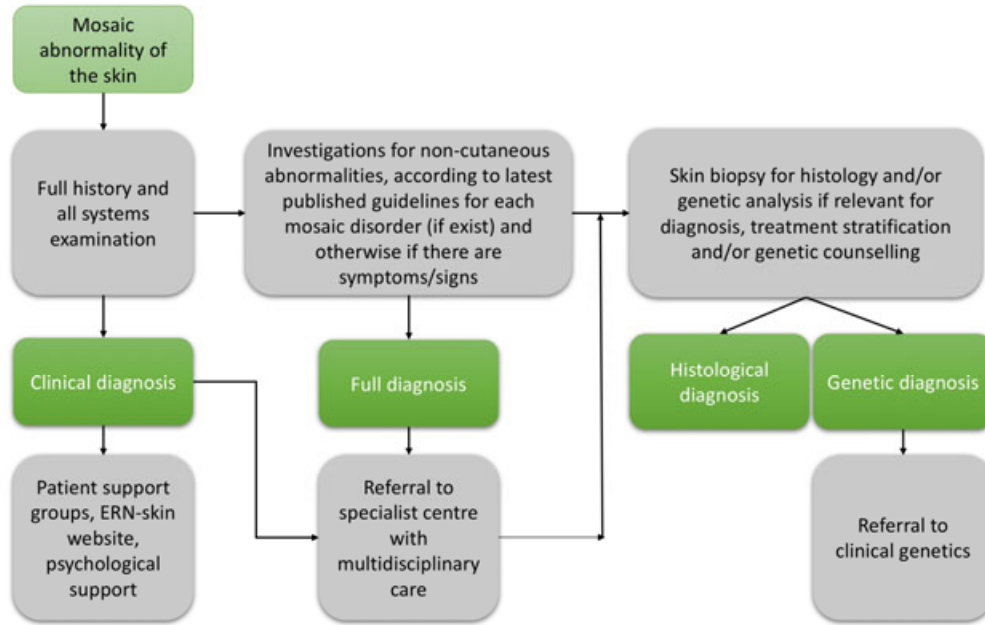 Mosaic
abnormality of
the skin
Full history and
all systems
examination
Investigations for non-cutaneous
abnormalities, according to latest
published guidelines for each
mosaic disorder (if exist) and
otherwise if there are
symptoms/signs
Skin biopsy for histology and/or
genetic analysis if relevant for
diagnosis, treatment stratification
and/or genetic counselling
Clinical diagnosis
Full diagnosis
Histological
diagnosis
Genetic diagnosis
Patient support
groups, ERN-skin
website,
psychological
support
Referral to
specialist centre
with
multidisciplinary
care
Referral to
clinical genetics